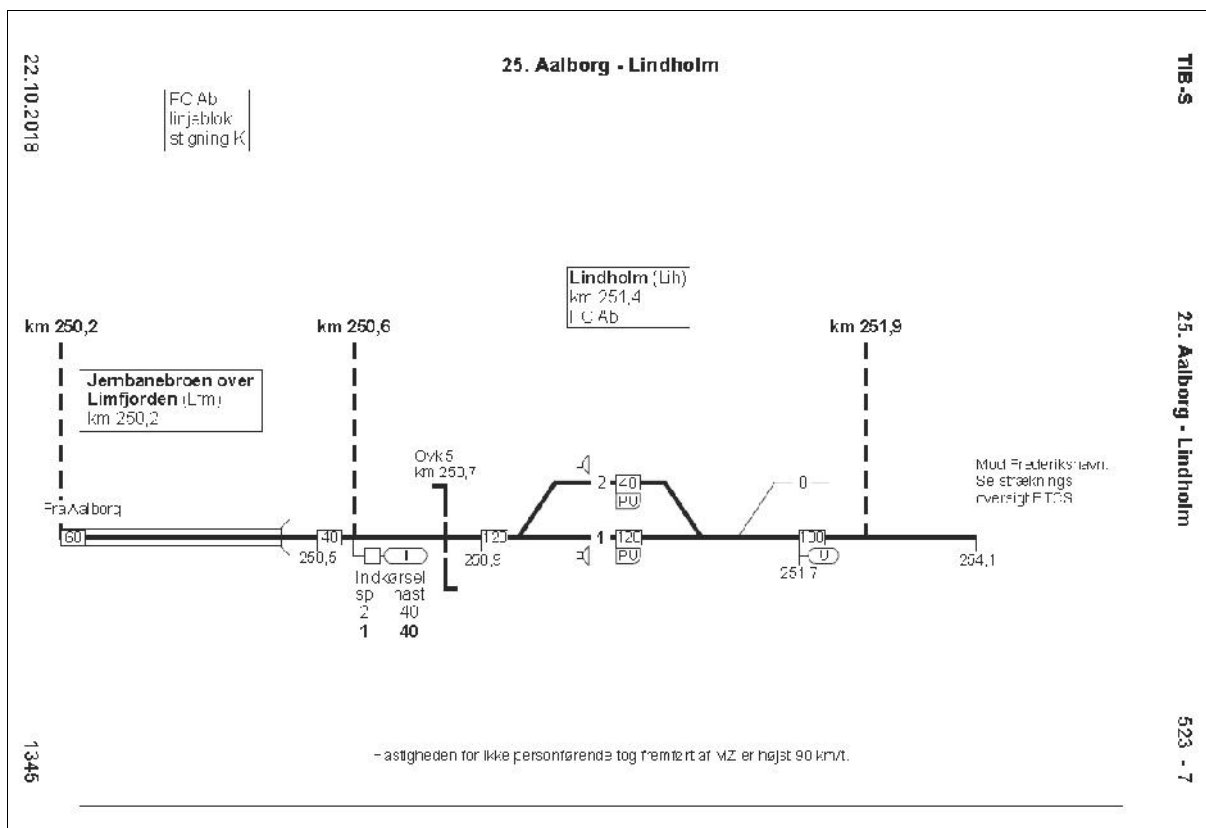 25. Aalborg - Lindholm
TIB-S
22.10.2018
FC Ab
linjeblok
stigning K
Lindholm (Lih)
km 251,4
FC Ab
km 250,2
km 250,6
km 251,9
25. Aalborg - Lindholm
Jernbanebroen over
Limfjorden (Lfm)
km 250,2
Ovk 5
km 250,7
Mod Frederikshavn.
Se stræknings
oversigt ETCS
2 40
0
PU
Fra Aalborg
60
40
120
1 120
100
250,5
I
250,9
PU
251,7
U
254,1
Indkørsel
sp hast
2 40
1 40
Hastigheden for ikke personførende tog fremført af MZ er højst 90 km/t.
1345
523 - 7